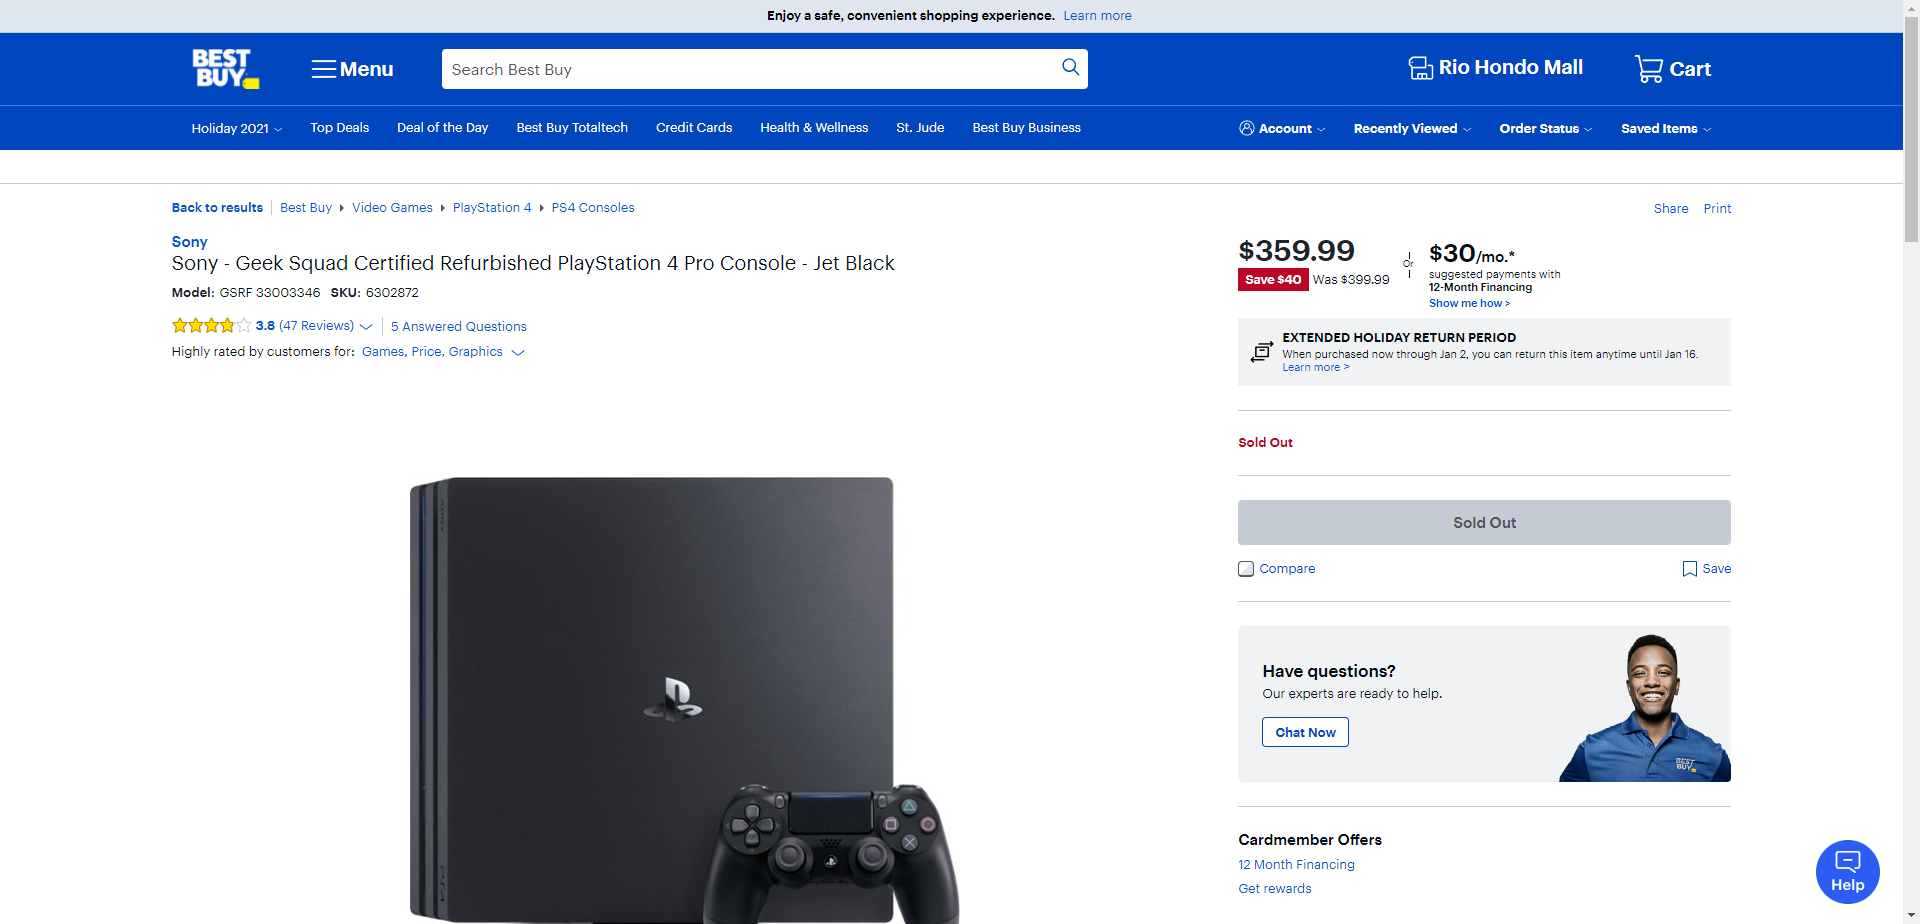 Enjoy a safe, convenient shopping experience. Learn more
BEST BUY
Menu
Search Best Buy
Rio Hondo Mall
Cart
Holiday 2021
Top Deals
Deal of the Day
Best Buy Totaltech
Credit Cards
Health & Wellness
St. Jude
Best Buy Business
Account
Recently Viewed
Order Status
Saved Items
Back to results
Best Buy
Video Games
PlayStation 4
PS4 Consoles
Share
Print
Sony
Sony - Geek Squad Certified Refurbished PlayStation 4 Pro Console - Jet Black
Model: GSRF 33003346 SKU: 6302872
3.8 (47 Reviews)
5 Answered Questions
Highly rated by customers for: Games, Price, Graphics
$359.99
Save $40 Was $399.99
Or
$30/mo.*
suggested payments with
12-Month Financing
Show me how >
EXTENDED HOLIDAY RETURN PERIOD
When purchased now through Jan 2, you can return this item anytime until Jan 16.
Learn more >
Sold Out
Sold Out
Compare
Save
Have questions?
Our experts are ready to help.
Chat Now
BEST BUY
Cardmember Offers
12 Month Financing
Get rewards
Help